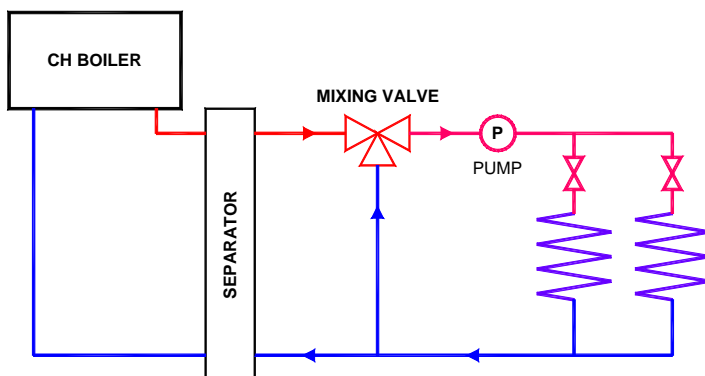 CH BOILER
MIXING VALVE
P
PUMP
SEPARATOR